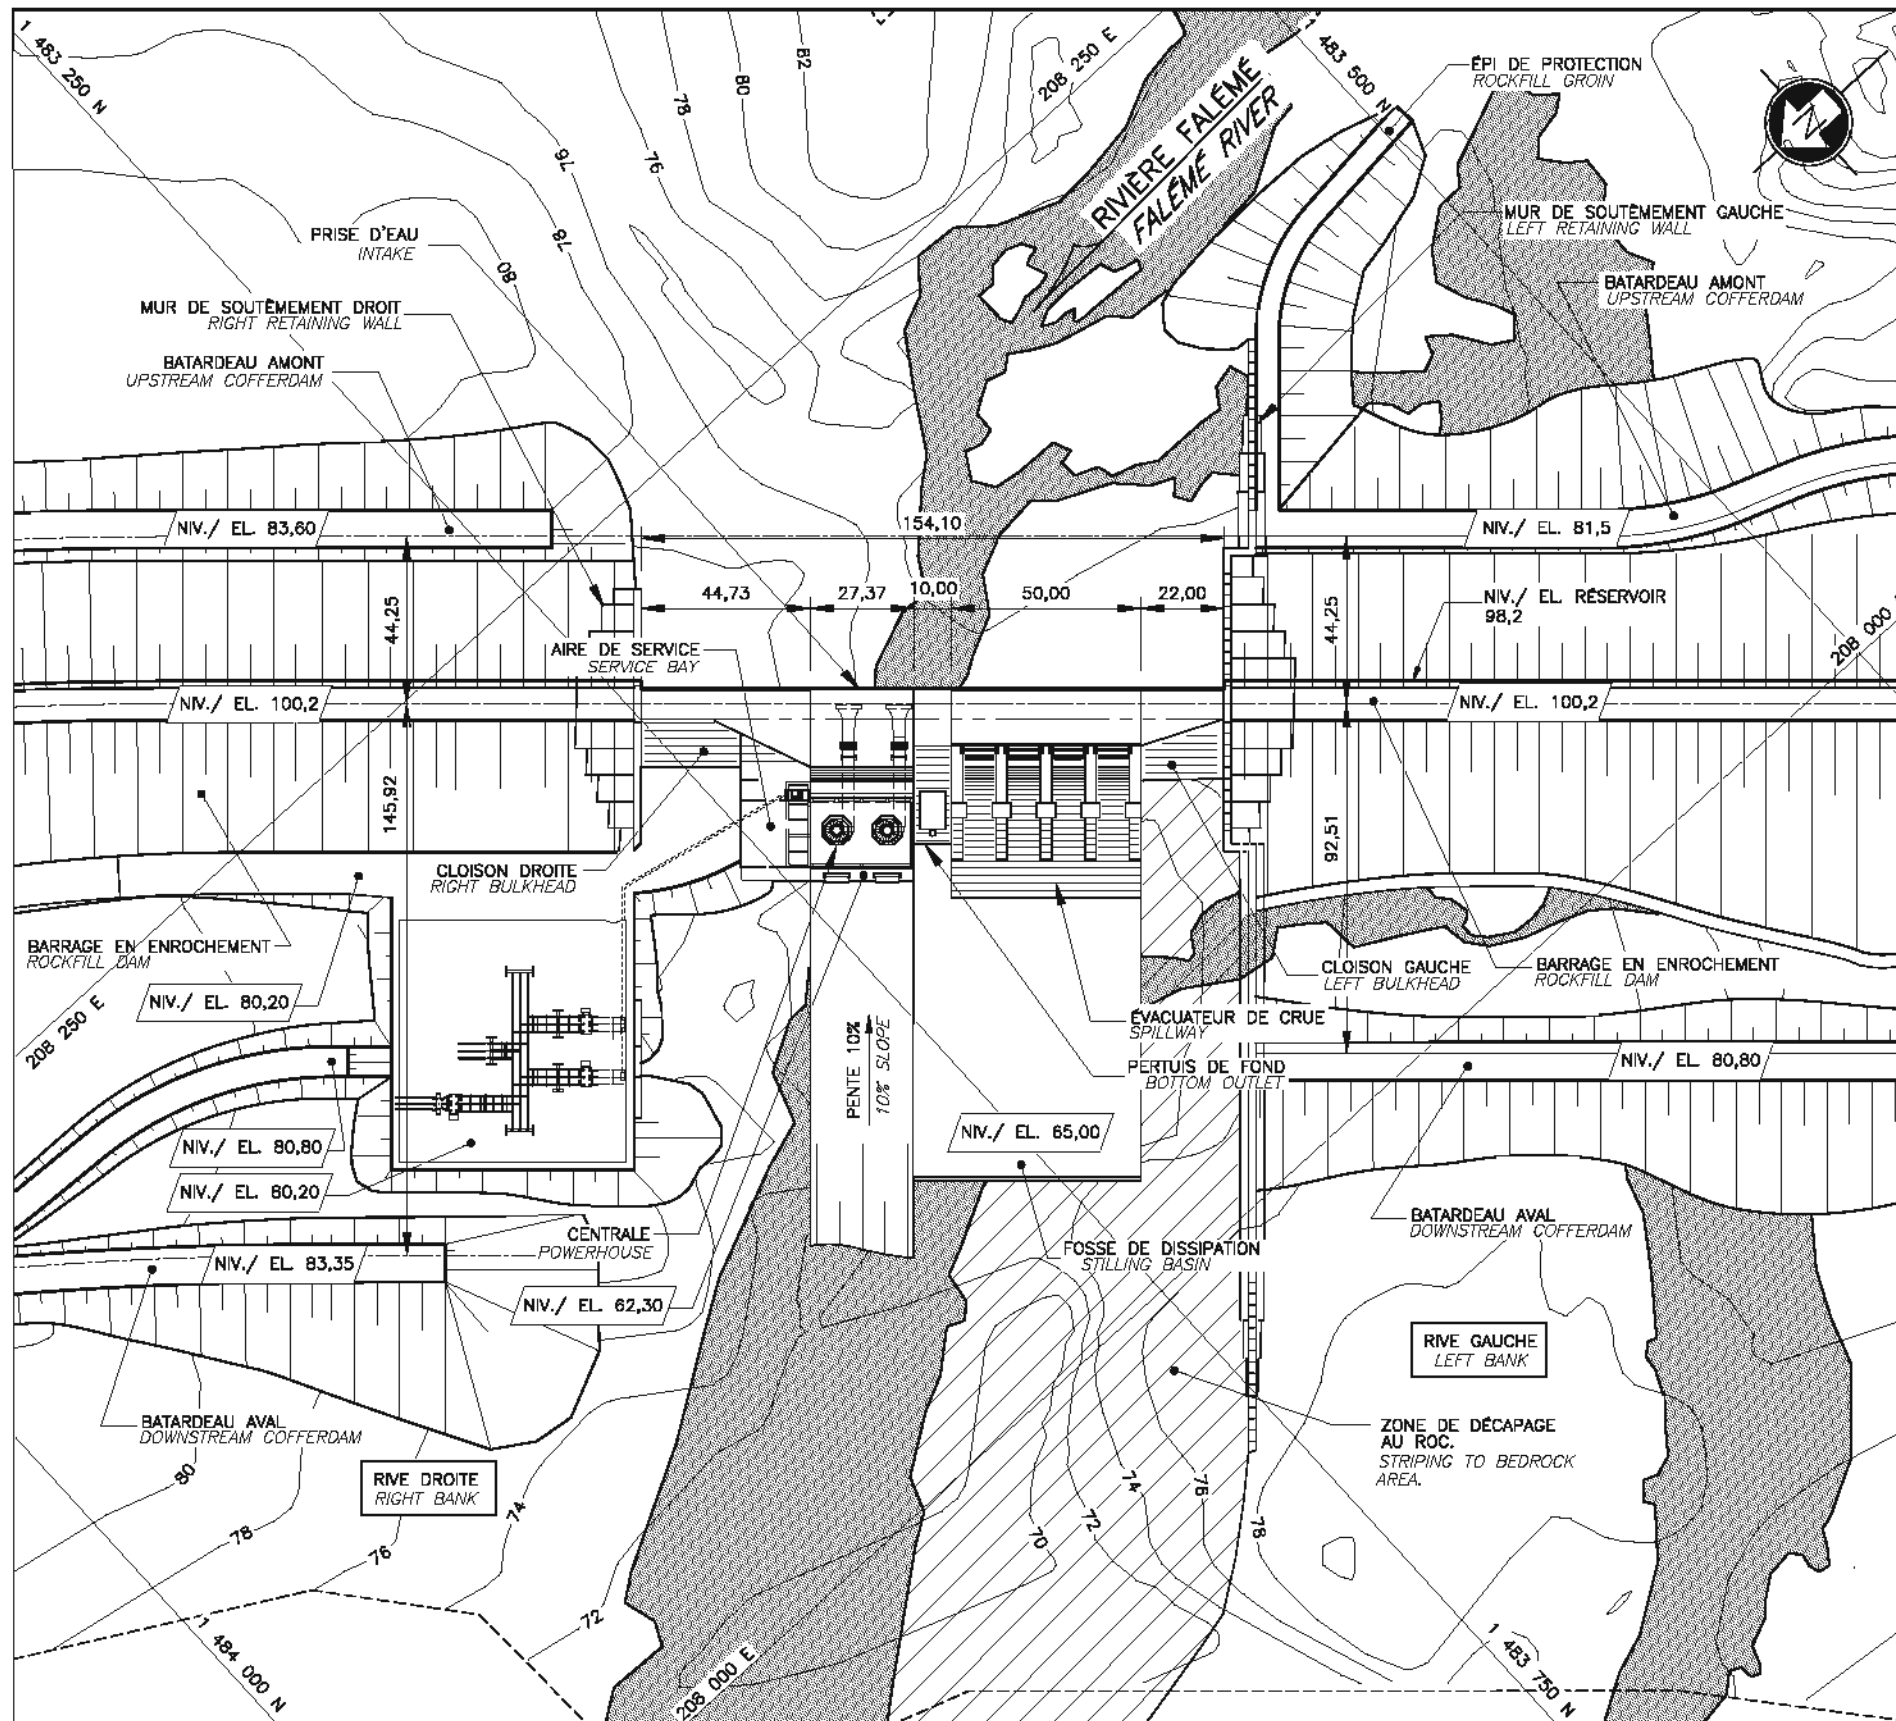 1 483 250 N
82
80
78
76
208 250 E
1 483 500 N
ÉPI DE PROTECTION
ROCKFILL GROIN
N
RIVIÈRE FALÉMÉ
FALÉMÉ RIVER
76
78
80
PRISE D'EAU
INTAKE
MUR DE SOUTÈMEMENT GAUCHE
LEFT RETAINING WALL
MUR DE SOUTÈMEMENT DROIT
RIGHT RETAINING WALL
BATARDEAU AMONT
UPSTREAM COFFERDAM
BATARDEAU AMONT
UPSTREAM COFFERDAM
NIV./ EL. 83,60
154,10
NIV./ EL. 81,5
44,73
27,37
10,00
50,00
22,00
44,25
44,25
NIV./ EL. RÉSERVOIR
98,2
208 000
AIRE DE SERVICE
SERVICE BAY
NIV./ EL. 100,2
NIV./ EL. 100,2
145,92
92,51
CLOISON DROITE
RIGHT BULKHEAD
BARRAGE EN ENROCHEMENT
ROCKFILL DAM
NIV./ EL. 80,20
208 250 E
CLOISON GAUCHE
LEFT BULKHEAD
BARRAGE EN ENROCHEMENT
ROCKFILL DAM
ÉVACUATEUR DE CRUE
SPILLWAY
PENTE 10%
10% SLOPE
PERTUIS DE FOND
BOTTOM OUTLET
NIV./ EL. 80,80
NIV./ EL. 65,00
NIV./ EL. 80,80
NIV./ EL. 80,20
CENTRALE
POWERHOUSE
NIV./ EL. 83,35
NIV./ EL. 62,30
FOSSE DE DISSIPATION
STILLING BASIN
BATARDEAU AVAL
DOWNSTREAM COFFERDAM
RIVE GAUCHE
LEFT BANK
BATARDEAU AVAL
DOWNSTREAM COFFERDAM
ZONE DE DÉCAPAGE
AU ROC.
STRIPING TO BEDROCK
AREA.
RIVE DROITE
RIGHT BANK
80
78
76
74
72
70
72
74
76
78
1 484 000 N
208 000 E
1 483 750 N